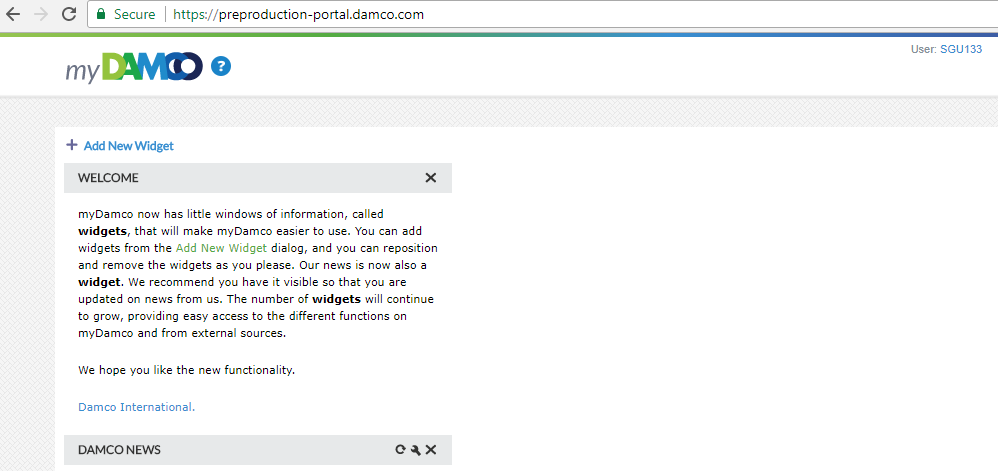 Secure | https://preproduction-portal.damco.com
User: SGU133
myDAMCO ?
+ Add New Widget
WELCOME
myDamco now has little windows of information, called
widgets, that will make myDamco easier to use. You can add
widgets from the Add New Widget dialog, and you can reposition
and remove the widgets as you please. Our news is now also a
widget. We recommend you have it visible so that you are
updated on news from us. The number of widgets will continue
to grow, providing easy access to the different functions on
myDamco and from external sources.
We hope you like the new functionality.
Damco International.
DAMCO NEWS